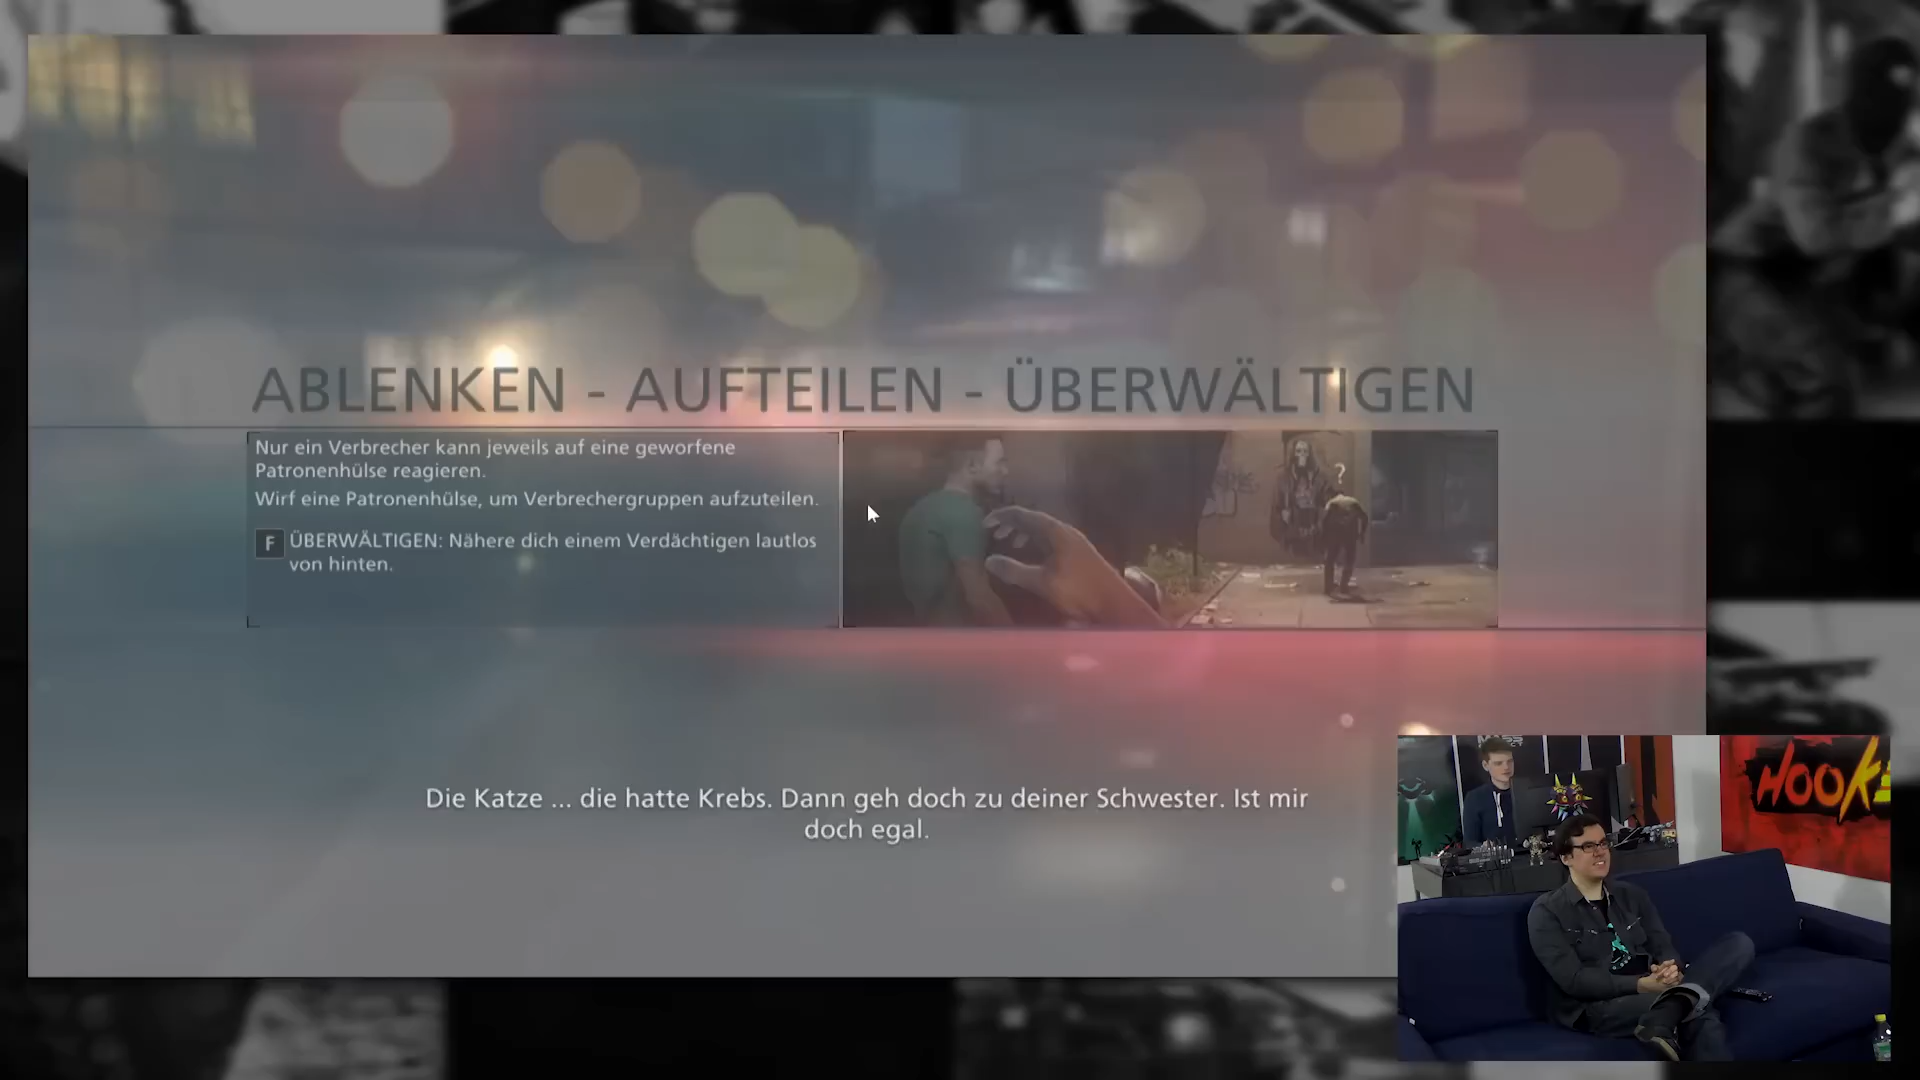 ABLENKEN - AUFTEILEN - ÜBERWÄLTIGEN
Nur ein Verbrecher kann jeweils auf eine geworfene
Patronenhülse reagieren.
Wirf eine Patronenhülse, um Verbrechergruppen aufzuteilen.
F ÜBERWÄLTIGEN: Nähere dich einem Verdächtigen lautlos
von hinten.
?
Die Katze ... die hatte Krebs. Dann geh doch zu deiner Schwester. Ist mir
doch egal.
HOOK